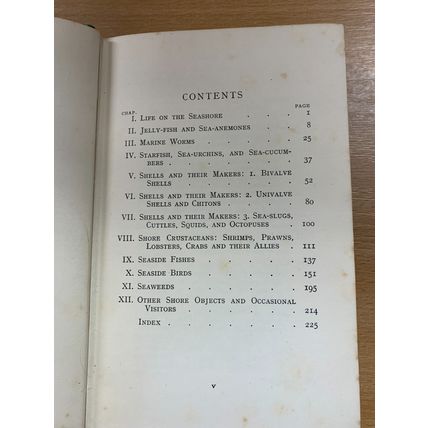 CONTENTS
CHAP. PAGE
I. Life on the Seashore . . . 1
II. Jelly-fish and Sea-anemones . . 8
III. Marine Worms . . . . 25
IV. Starfish, Sea-urchins, and Sea-cucum-
bers . . . . . . 37
V. Shells and their Makers: 1. Bivalve
Shells . . . . . 52
VI. Shells and their Makers: 2. Univalve
Shells and Chitons . . . 80
VII. Shells and their Makers: 3. Sea-slugs,
Cuttles, Squids, and Octopuses . 100
VIII. Shore Crustaceans: Shrimps, Prawns,
Lobsters, Crabs and their Allies . 111
IX. Seaside Fishes . . . . 137
X. Seaside Birds . . . . 151
XI. Seaweeds . . . . . 195
XII. Other Shore Objects and Occasional
Visitors . . . . . 214
Index . . . . . . 225
v